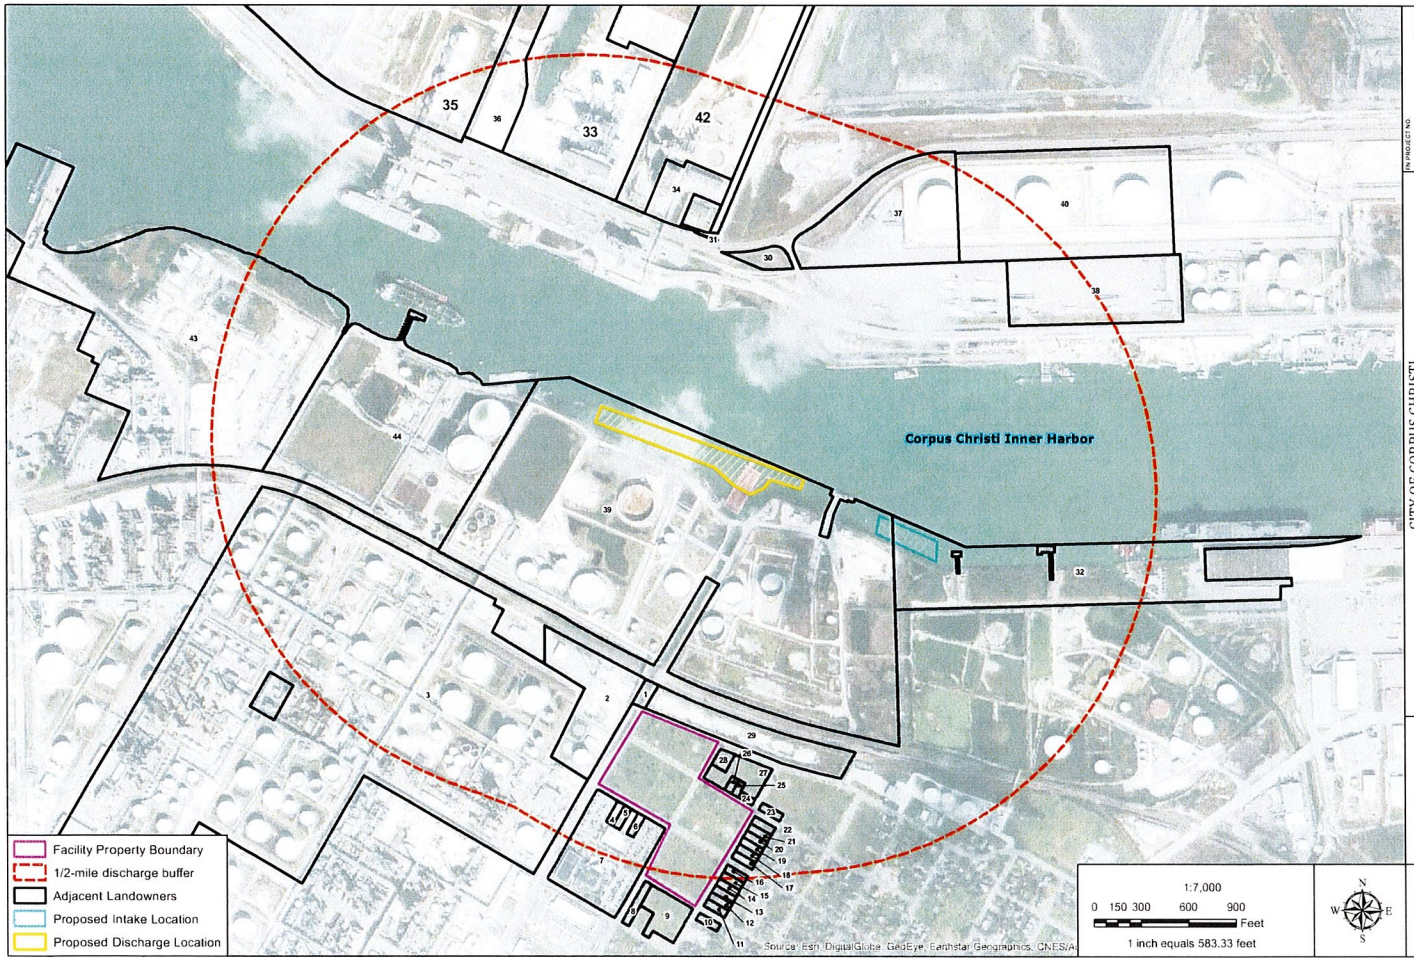 35
36
33
42
34
31
30
37
40
38
43
44
39
Corpus Christi Inner Harbor
32
3
2
1
29
28
26
27
25
24
23
4
5
6
7
22
21
20
19
18
17
16
15
14
13
12
11
10
8
9
Facility Property Boundary
1/2-mile discharge buffer
Adjacent Landowners
Proposed Intake Location
Proposed Discharge Location
Source: Esri, DigitalGlobe, GeoEye, Earthstar Geographics, CNES/
1:7,000
0 150 300 600 900
Feet
1 inch equals 583.33 feet
N
W E
S
FN PROJECT NO.
CITY OF CORPUS CHRISTI